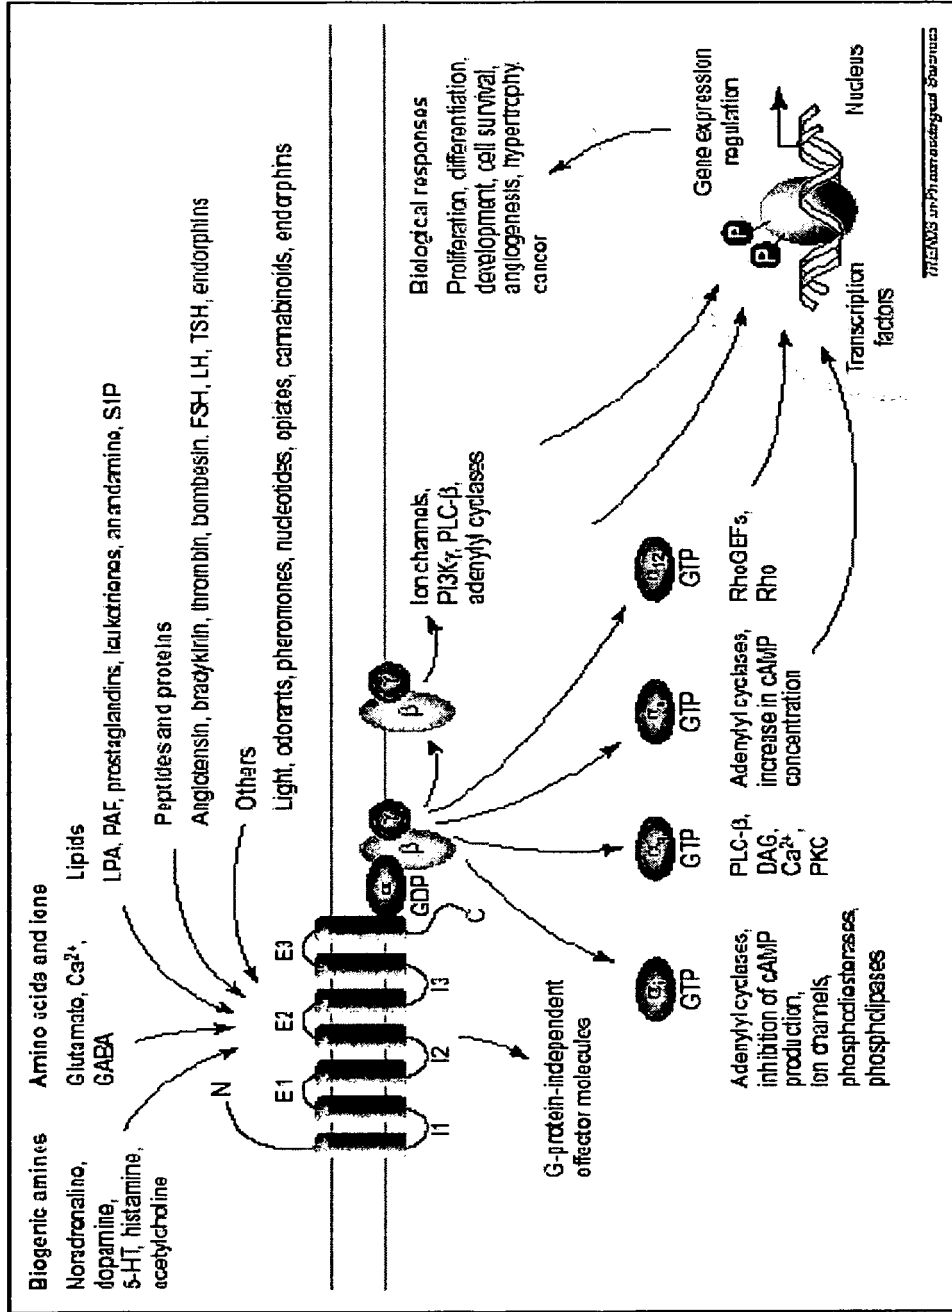 Biogenic amines
Noradrenaline,
dopamine,
5-HT, histamine,
acetylcholine
Amino acids and ions
Glutamate, Ca²⁺,
GABA
Lipids
LPA, PAF, prostaglandins, leukotrienes, anandamine, S1P
Peptides and proteins
Angiotensin, bradykinin, thrombin, bombesin, FSH, LH, TSH, endorphins
Others
Light, odorants, pheromones, nucleotides, opiates, cannabinoids, endorphins
N
E1
E2
E3
I1
I2
I3
C
α
GDP
β
γ
β
γ
Ion channels,
PI3Kγ, PLC-β,
adenylyl cyclases
G-protein-independent
effector molecules
GTP
Adenylyl cyclases,
inhibition of cAMP
production,
ion channels,
phosphodiesterases,
phospholipases
GTP
PLC-β,
DAG,
Ca²⁺,
PKC
GTP
Adenylyl cyclases,
increase in cAMP
concentration
α12
GTP
RhoGEFs,
Rho
Biological responses
Proliferation, differentiation,
development, cell survival,
angiogenesis, hypertrophy,
cancer
Gene expression
regulation
P
P
Transcription
factors
Nucleus
TRENDS in Pharmacological Sciences